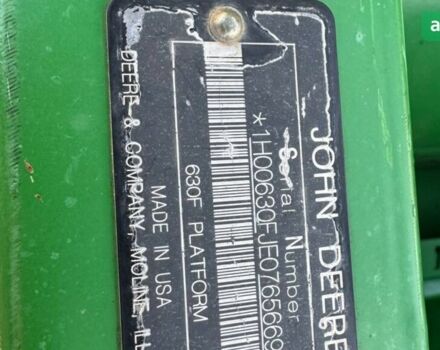 JOHN DEERE
Serial Number
*1H00630FJE0765669
630F PLATFORM
MADE IN USA
DEERE & COMPANY, MOLINE, ILL
a